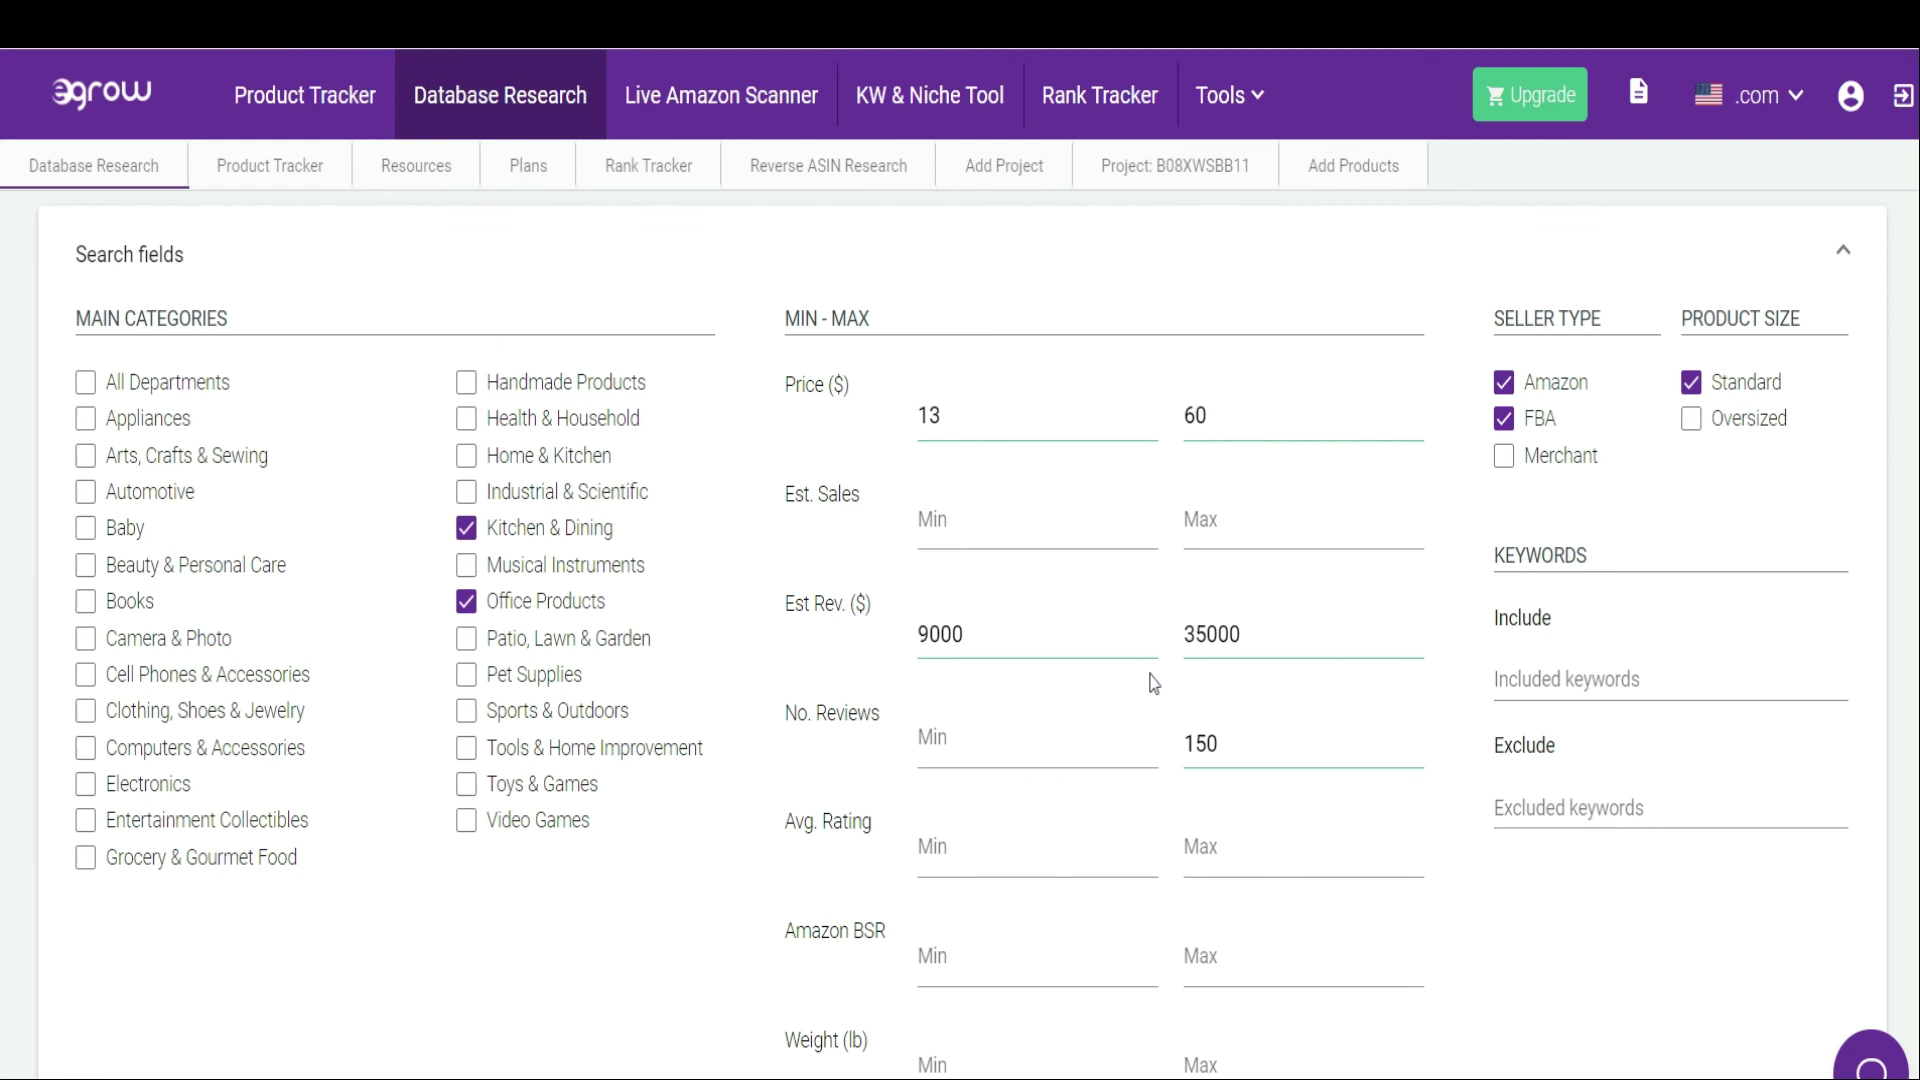 egrow
Product Tracker
Database Research
Live Amazon Scanner
KW & Niche Tool
Rank Tracker
Tools
Upgrade
.com
Database Research
Product Tracker
Resources
Plans
Rank Tracker
Reverse ASIN Research
Add Project
Project: B08XWSBB11
Add Products
Search fields
MAIN CATEGORIES
All Departments
Appliances
Arts, Crafts & Sewing
Automotive
Baby
Beauty & Personal Care
Books
Camera & Photo
Cell Phones & Accessories
Clothing, Shoes & Jewelry
Computers & Accessories
Electronics
Entertainment Collectibles
Grocery & Gourmet Food
Handmade Products
Health & Household
Home & Kitchen
Industrial & Scientific
Kitchen & Dining
Musical Instruments
Office Products
Patio, Lawn & Garden
Pet Supplies
Sports & Outdoors
Tools & Home Improvement
Toys & Games
Video Games
MIN - MAX
Price ($)
13
60
Est. Sales
Min
Max
Est Rev. ($)
9000
35000
No. Reviews
Min
150
Avg. Rating
Min
Max
Amazon BSR
Min
Max
Weight (lb)
Min
Max
SELLER TYPE
Amazon
FBA
Merchant
PRODUCT SIZE
Standard
Oversized
KEYWORDS
Include
Included keywords
Exclude
Excluded keywords